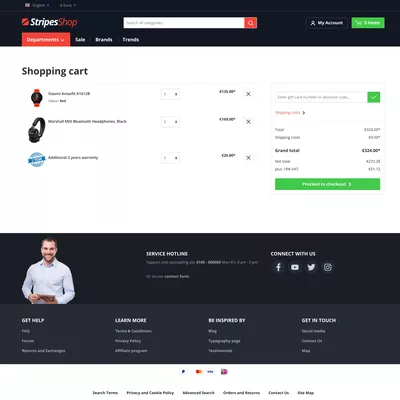 English
€ Euro
StripesShop
Search all categories...
My Account
3 items
Departments
Sale
Brands
Trends
Shopping cart
Xiaomi Amazfit A1612B
Colour: Red
1
€135.00*
Marshall MID Bluetooth Headphones, Black
1
€169.00*
Additional 2 years warranty
1
€20.00*
Enter gift card number or discount code...
Shipping costs
Total €324.00*
Shipping costs €0.00*
Grand total €324.00*
Net total €272.28
plus 19% VAT €51.72
Proceed to checkout
SERVICE HOTLINE
Support and counselling via: 0180 - 000000 Mon-Fri, 9 am - 5 pm
Or via our contact form.
CONNECT WITH US
GET HELP
FAQ
Forum
Returns and Exchanges
LEARN MORE
Terms & Conditions
Privacy Policy
Affiliate program
BE INSPIRED BY
Blog
Typography page
Testimonials
GET IN TOUCH
Social media
Contact us
Map
VISA
Search Terms
Privacy and Cookie Policy
Advanced Search
Orders and Returns
Contact Us
Site Map